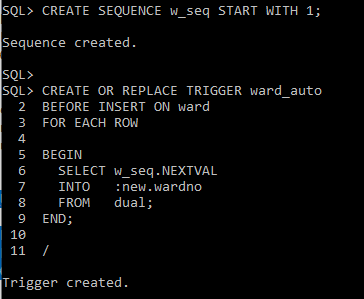 SQL> CREATE SEQUENCE w_seq START WITH 1;
Sequence created.
SQL>
SQL> CREATE OR REPLACE TRIGGER ward_auto
2 BEFORE INSERT ON ward
3 FOR EACH ROW
4
5 BEGIN
6 SELECT w_seq.NEXTVAL
7 INTO :new.wardno
8 FROM dual;
9 END;
10
11 /
Trigger created.